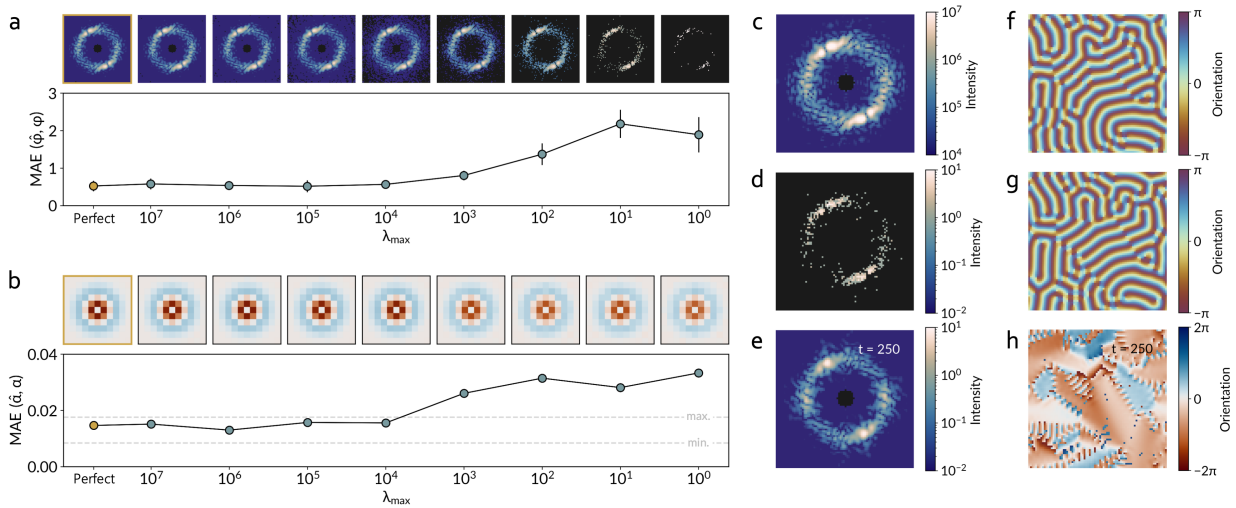 a
3
2
1
0
MAE (φ̂, φ)
Perfect 10⁷ 10⁶ 10⁵ 10⁴ 10³ 10² 10¹ 10⁰
λmax
b
0.04
0.02
0.00
MAE (α̂, α)
max.
min.
Perfect 10⁷ 10⁶ 10⁵ 10⁴ 10³ 10² 10¹ 10⁰
λmax
c
10⁷
10⁶
10⁵
10⁴
Intensity
d
10¹
10⁰
10⁻¹
10⁻²
Intensity
e
t = 250
10¹
10⁰
10⁻¹
10⁻²
Intensity
f
π
0
−π
Orientation
g
π
0
−π
Orientation
h
t = 250
2π
0
−2π
Orientation